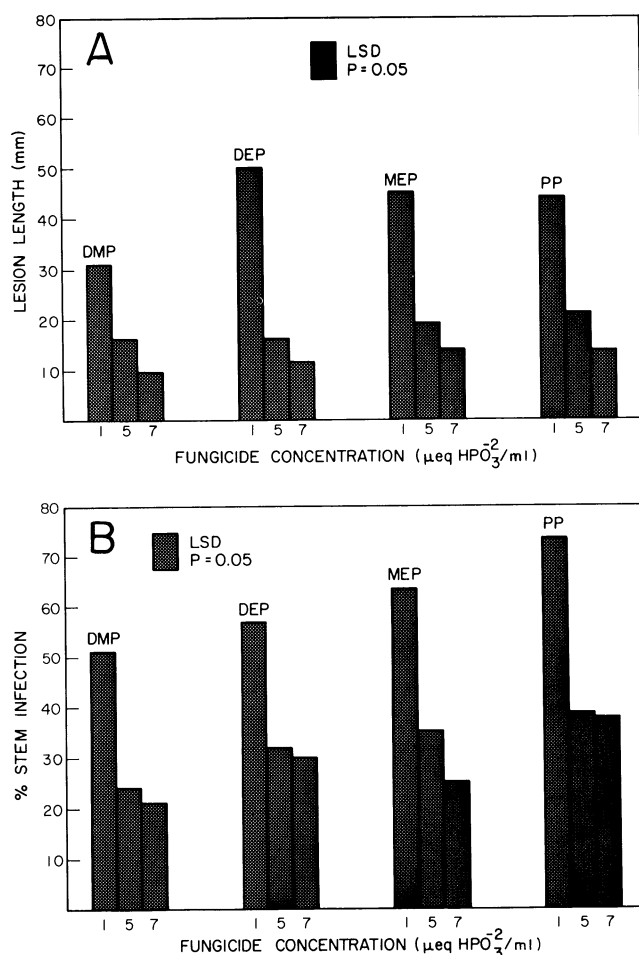 A
LSD
P = 0.05
80
70
60
50
40
30
20
10
LESION LENGTH (mm)
DMP
DEP
MEP
PP
1 5 7 1 5 7 1 5 7 1 5 7
FUNGICIDE CONCENTRATION (μeq HPO₃⁻²/ml)
B
LSD
P = 0.05
80
70
60
50
40
30
20
10
% STEM INFECTION
DMP
DEP
MEP
PP
1 5 7 1 5 7 1 5 7 1 5 7
FUNGICIDE CONCENTRATION (μeq HPO₃⁻²/ml)